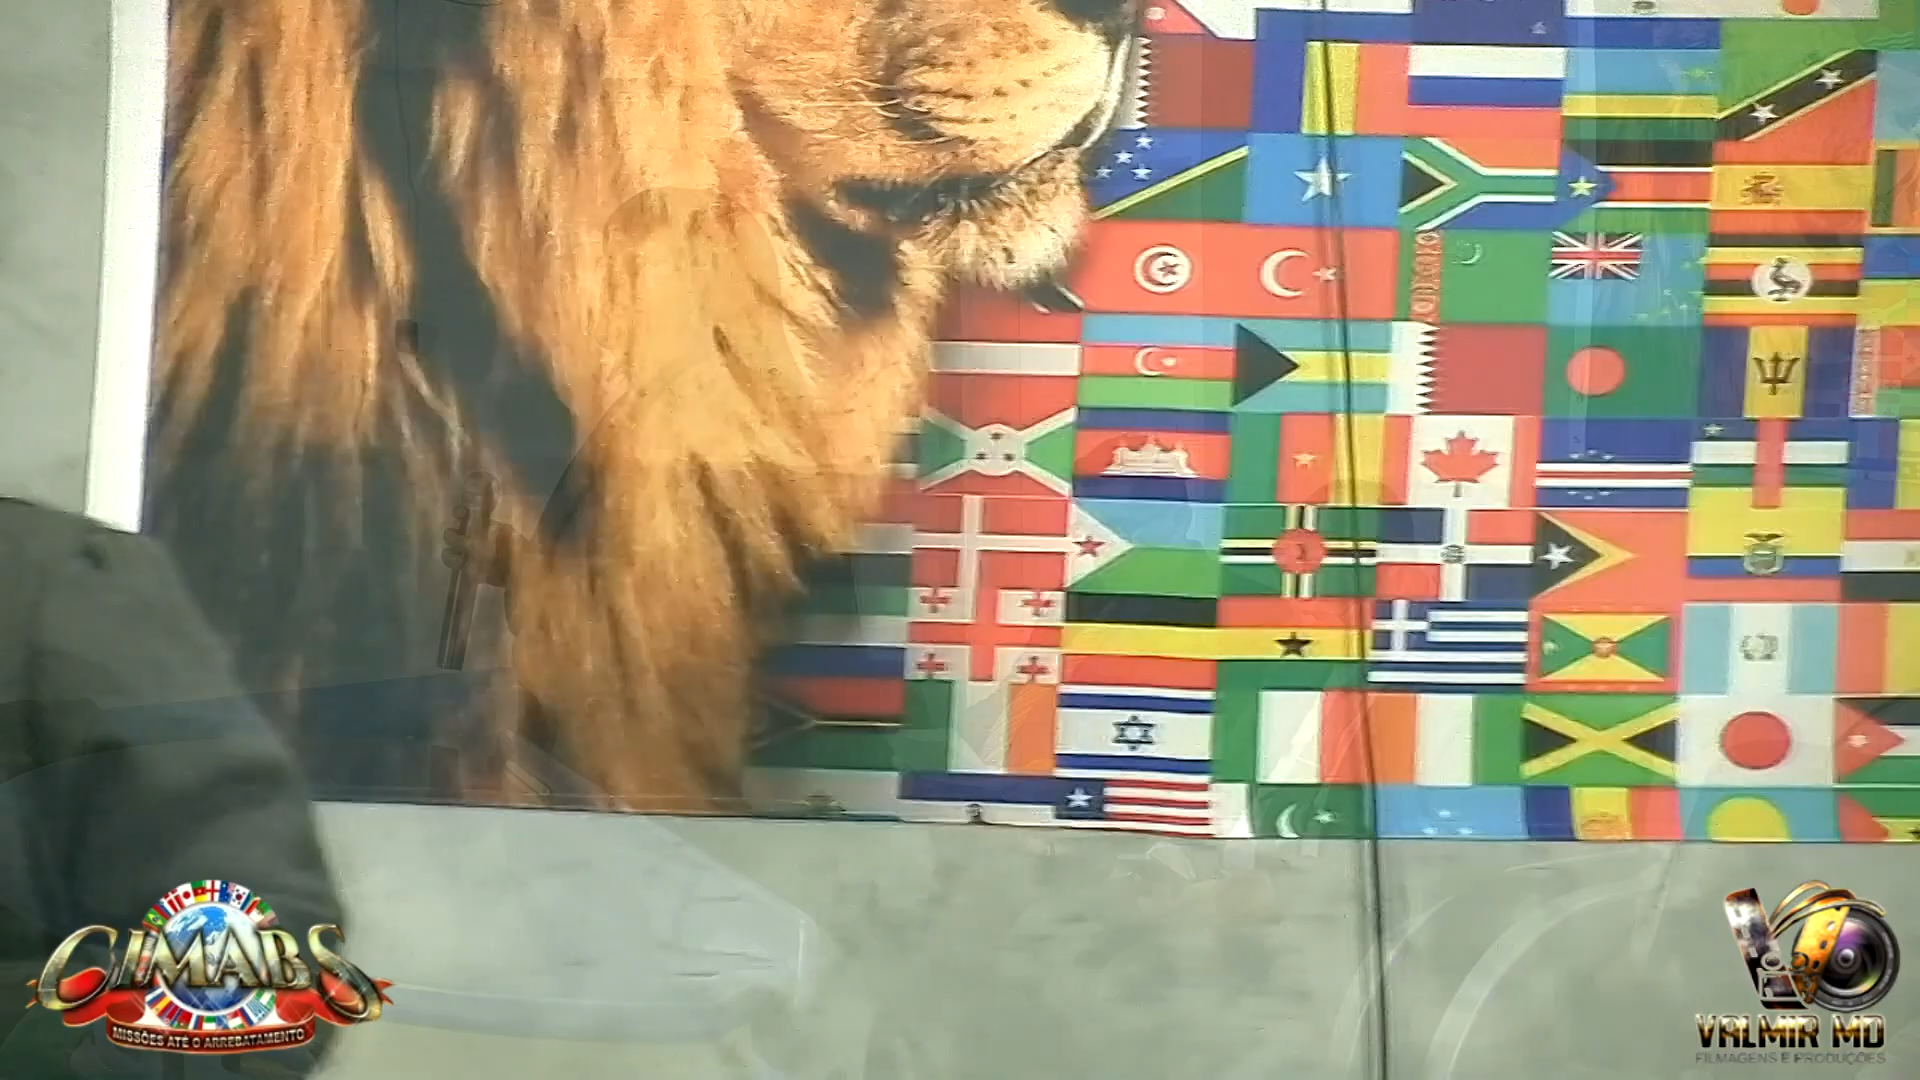 CIMABS
MISSÕES ATÉ O ARREBATAMENTO
VALMIR MD
FILMAGENS E PRODUÇÕES